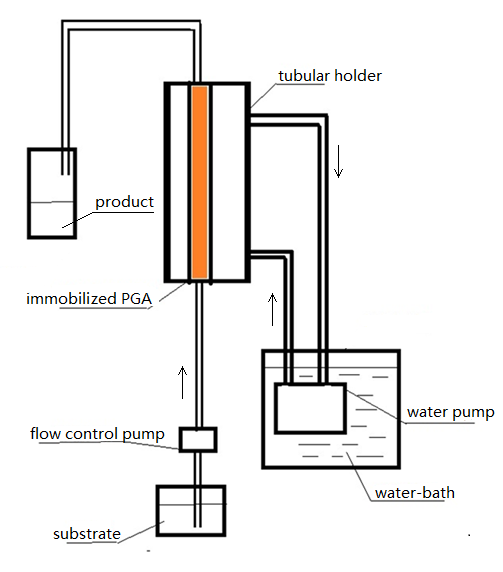 tubular holder
product
immobilized PGA
flow control pump
water pump
water-bath
substrate